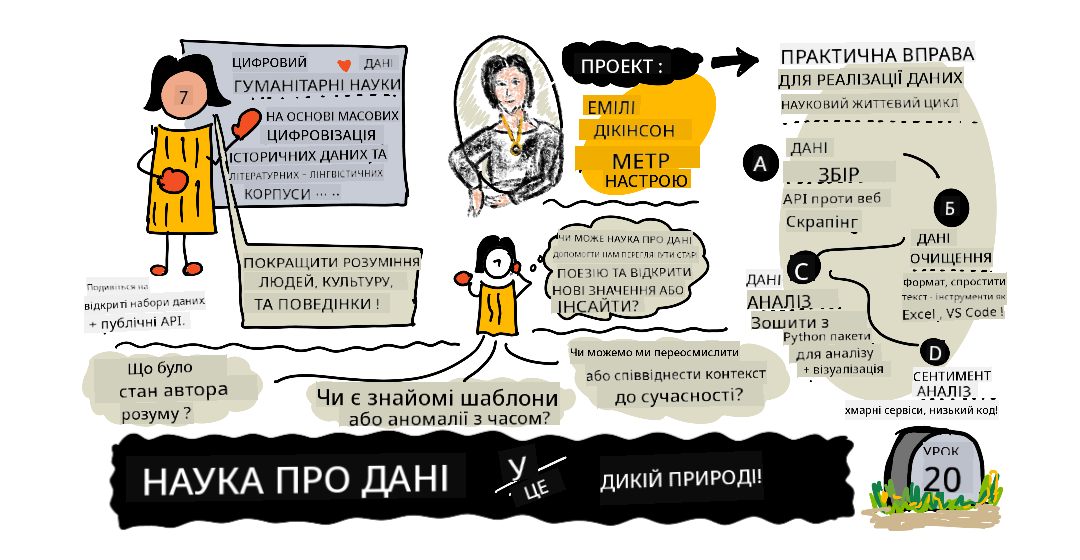 7
ЦИФРОВИЙ ДАНІ
ГУМАНІТАРНІ НАУКИ
НА ОСНОВІ МАСОВИХ
ЦИФРОВІЗАЦІЯ
ІСТОРИЧНИХ ДАНИХ ТА
ЛІТЕРАТУРНИХ - ЛІНГВІСТИЧНИХ
КОРПУСИ ... ..
ПОКРАЩИТИ РОЗУМІННЯ
ЛЮДЕЙ, КУЛЬТУРУ,
ТА ПОВЕДІНКИ !
Подивіться на
відкриті набори даних
+ публічні API.
ПРОЕКТ :
ЕМІЛІ
ДІКІНСОН
МЕТР
НАСТРОЮ
ЧИ МОЖЕ НАУКА ПРО ДАНІ
ДОПОМОГТИ НАМ ПЕРЕГЛЯНУТИ СТАРІ
ПОЕЗІЮ ТА ВІДКРИТИ
НОВІ ЗНАЧЕННЯ АБО
ІНСАЙТИ?
ПРАКТИЧНА ВПРАВА
ДЛЯ РЕАЛІЗАЦІЇ ДАНИХ
НАУКОВИЙ ЖИТТЄВИЙ ЦИКЛ
A
ДАНІ
ЗБІР
API проти веб
Скрапінг
Б
ДАНІ
ОЧИЩЕННЯ
Формат, спростити
текст - інструменти як
Excel , VS Code !
C
ДАНІ
АНАЛІЗ
Зошити з
Python пакети
для аналізу
+ візуалізація
D
СЕНТИМЕНТ
АНАЛІЗ
хмарні сервіси, низький код!
Що було
стан автора
розуму ?
Чи є знайомі шаблони
або аномалії з часом?
Чи можемо ми переосмислити
або співвіднести контекст
до сучасності?
НАУКА ПРО ДАНІ
У
ЦЕ
ДИКІЙ ПРИРОДІ!
УРОК
20